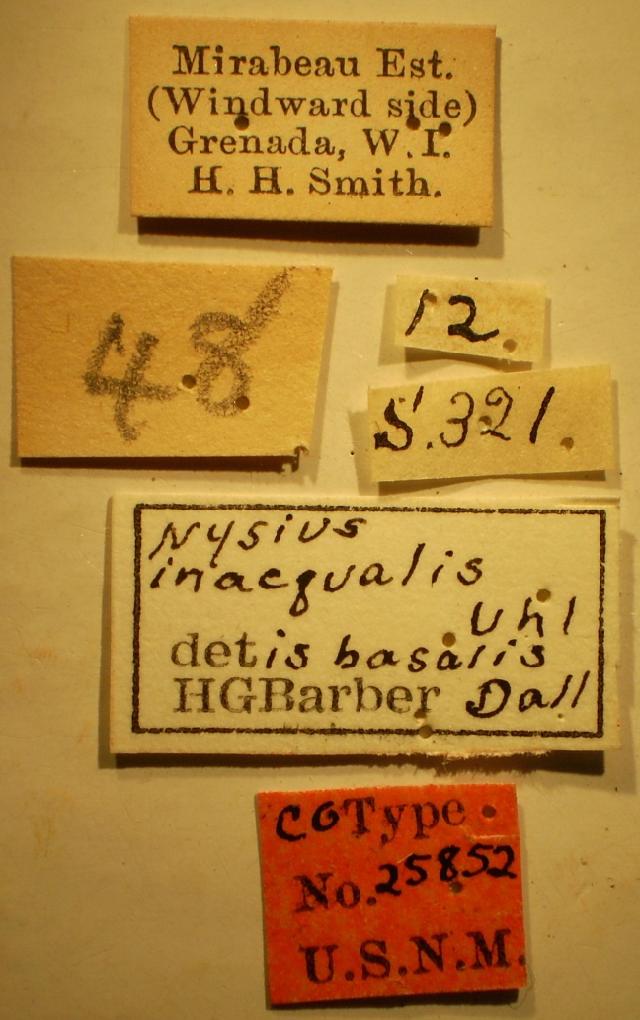 Mirabeau Est.
(Windward side)
Grenada, W.I.
H. H. Smith.
48
12
S.321.
Nysius
inaequalis
Uhl
det is basalis
HGBarber Dall
CoType
No. 25852
U.S.N.M.